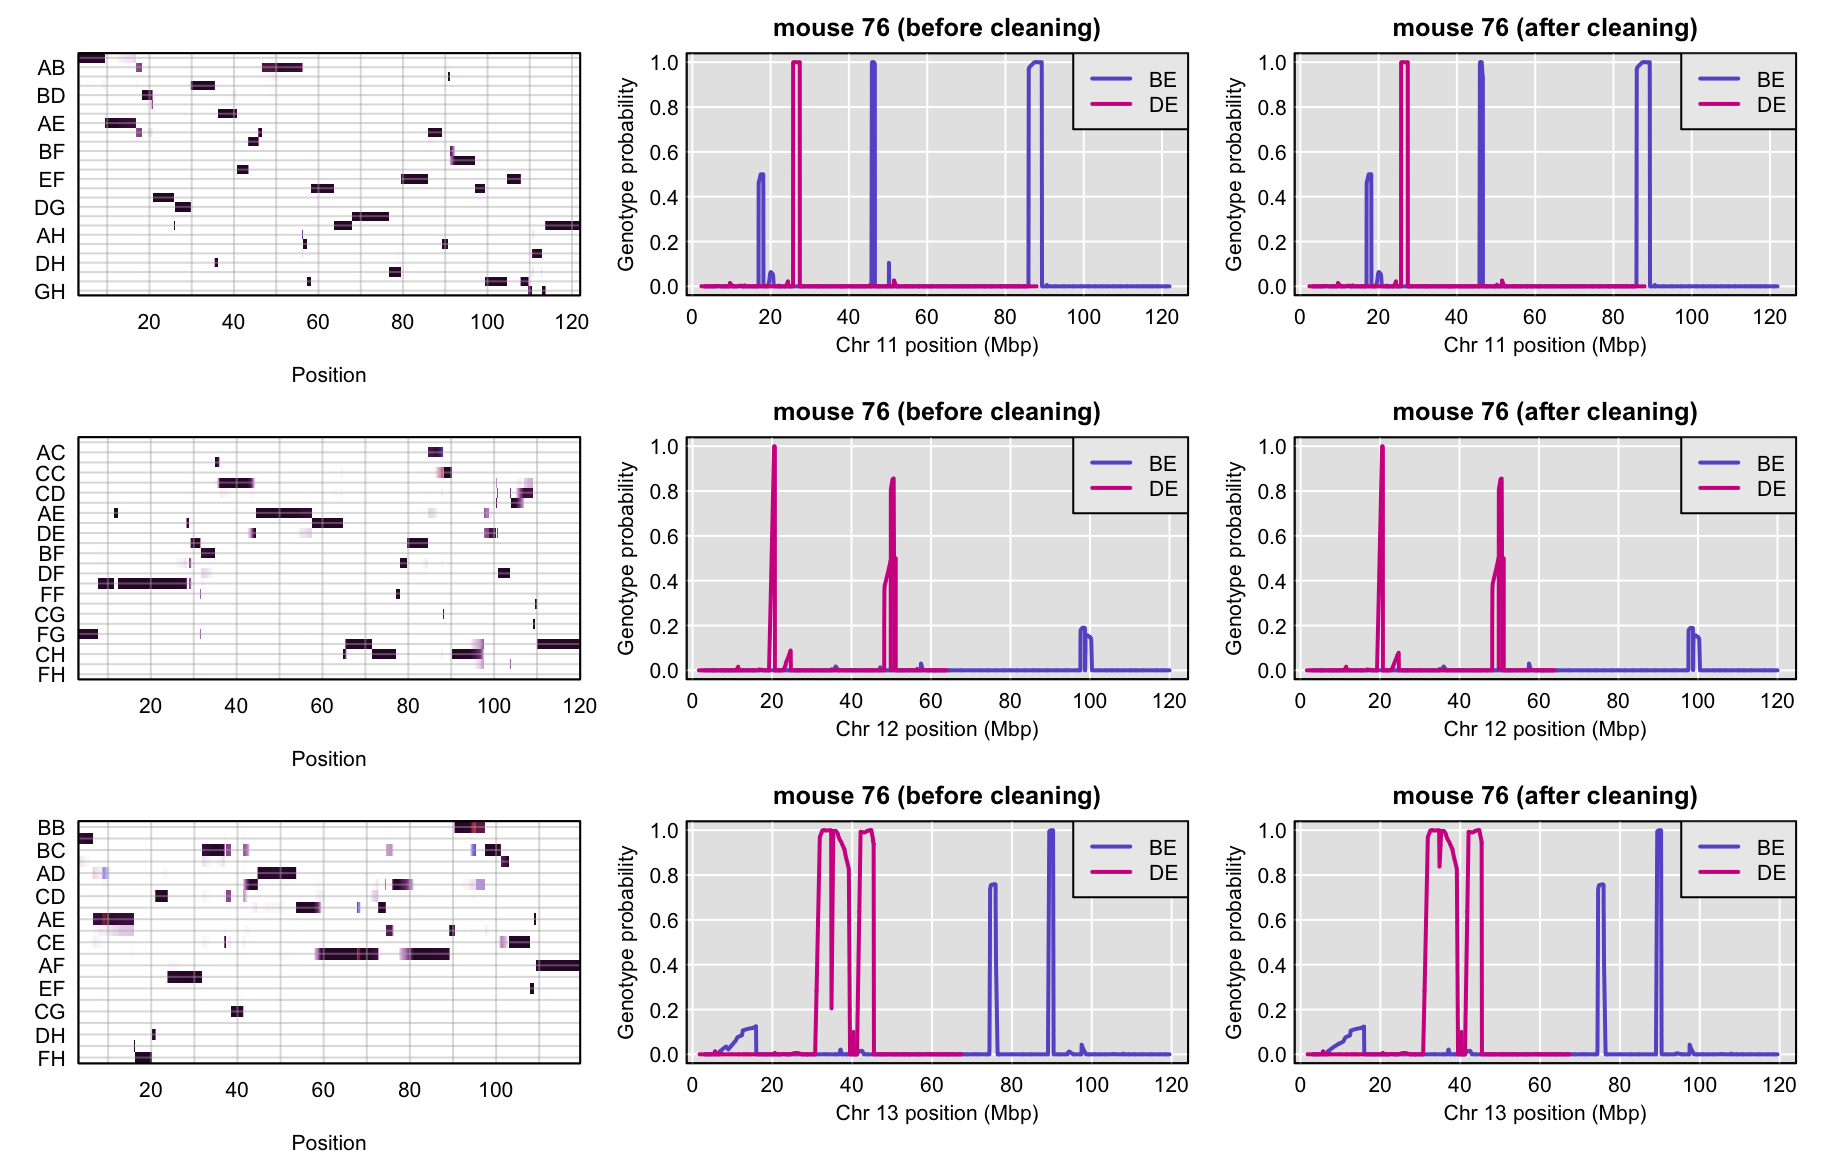 AB
BD
AE
BF
EF
DG
AH
DH
GH
20 40 60 80 100 120
Position
mouse 76 (before cleaning)
Genotype probability
1.0
0.8
0.6
0.4
0.2
0.0
BE
DE
0 20 40 60 80 100 120
Chr 11 position (Mbp)
mouse 76 (after cleaning)
Genotype probability
1.0
0.8
0.6
0.4
0.2
0.0
BE
DE
0 20 40 60 80 100 120
Chr 11 position (Mbp)
AC
CC
CD
AE
DE
BF
DF
FF
CG
FG
CH
FH
20 40 60 80 100 120
Position
mouse 76 (before cleaning)
Genotype probability
1.0
0.8
0.6
0.4
0.2
0.0
BE
DE
0 20 40 60 80 100 120
Chr 12 position (Mbp)
mouse 76 (after cleaning)
Genotype probability
1.0
0.8
0.6
0.4
0.2
0.0
BE
DE
0 20 40 60 80 100 120
Chr 12 position (Mbp)
BB
BC
AD
CD
AE
CE
AF
EF
CG
DH
FH
20 40 60 80 100
Position
mouse 76 (before cleaning)
Genotype probability
1.0
0.8
0.6
0.4
0.2
0.0
BE
DE
0 20 40 60 80 100 120
Chr 13 position (Mbp)
mouse 76 (after cleaning)
Genotype probability
1.0
0.8
0.6
0.4
0.2
0.0
BE
DE
0 20 40 60 80 100 120
Chr 13 position (Mbp)